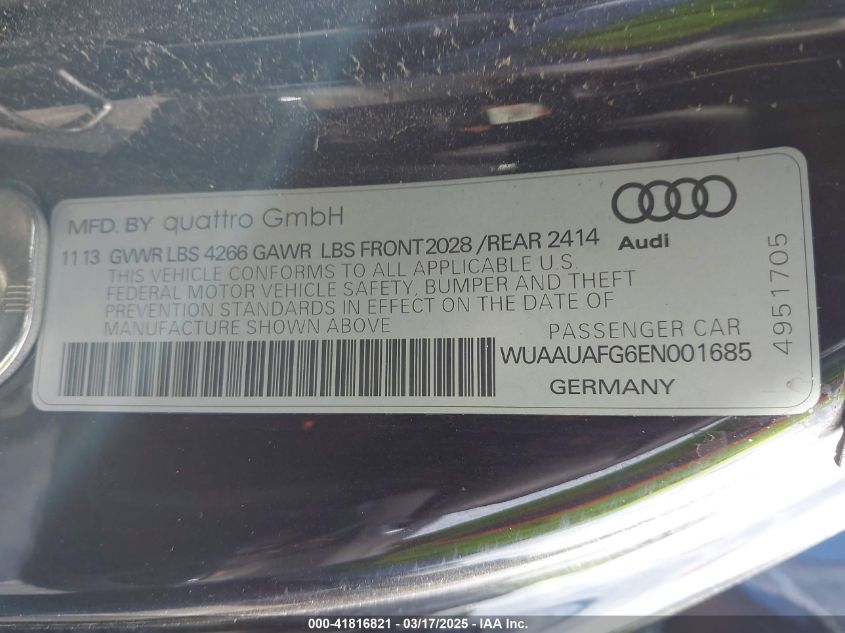 MFD. BY quattro GmbH
11 13 GVWR LBS 4266 GAWR LBS FRONT 2028 /REAR 2414
Audi
THIS VEHICLE CONFORMS TO ALL APPLICABLE U.S.
FEDERAL MOTOR VEHICLE SAFETY, BUMPER AND THEFT
PREVENTION STANDARDS IN EFFECT ON THE DATE OF
MANUFACTURE SHOWN ABOVE
PASSENGER CAR
WUAAUAFG6EN001685
GERMANY
4951705
000-41816821 - 03/17/2025 - IAA Inc.